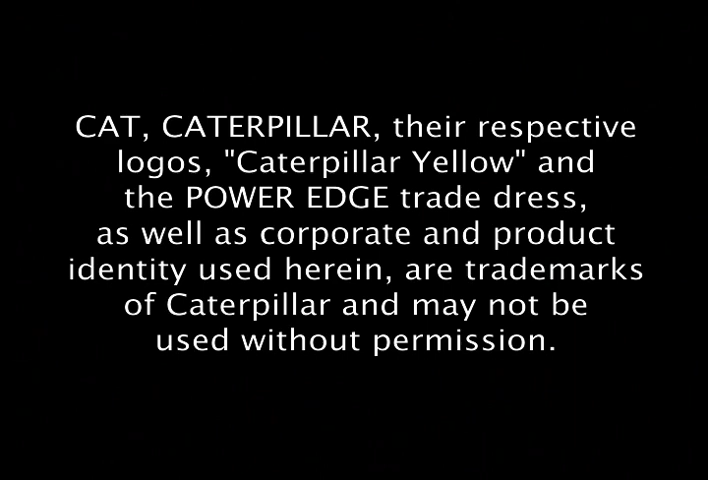 CAT, CATERPILLAR, their respective
logos, "Caterpillar Yellow" and
the POWER EDGE trade dress,
as well as corporate and product
identity used herein, are trademarks
of Caterpillar and may not be
used without permission.